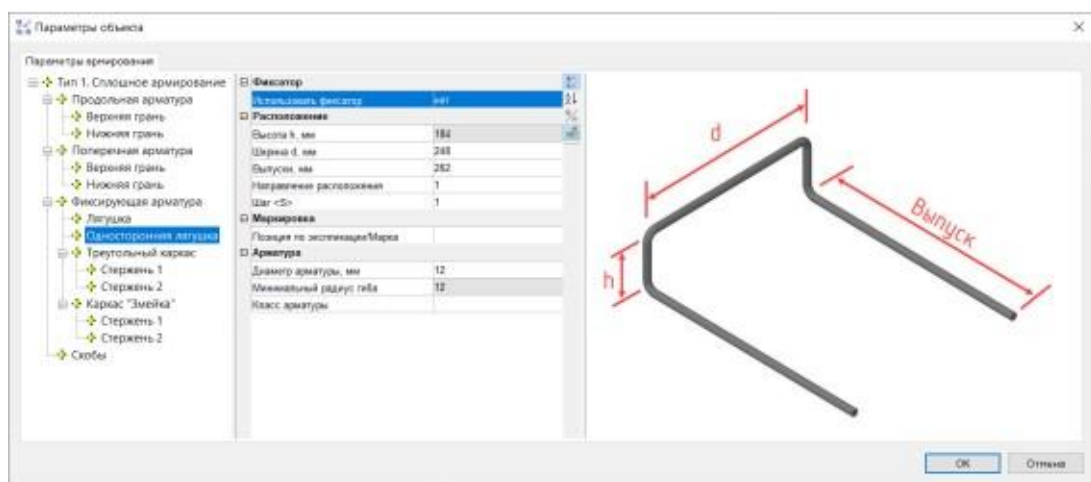 Параметры объекта
Параметры армирования
Тип 1. Сплошное армирование
Продольная арматура
Верхняя грань
Нижняя грань
Поперечная арматура
Верхняя грань
Нижняя грань
Фиксирующая арматура
Лягушка
Односторонняя лягушка
Треугольный каркас
Стержень 1
Стержень 2
Каркас "Змейка"
Стержень 1
Стержень 2
Скобы
Фиксатор
Использовать фиксатор нет
Расположение
Высота h, мм 184
Ширина d, мм 248
Выпуски, мм 262
Направление расположения 1
Шаг <S> 1
Маркировка
Позиция по экспликации/Марка
Арматура
Диаметр арматуры, мм 12
Минимальный радиус гиба 12
Класс арматуры
d
Выпуск
h
OK
Отмена